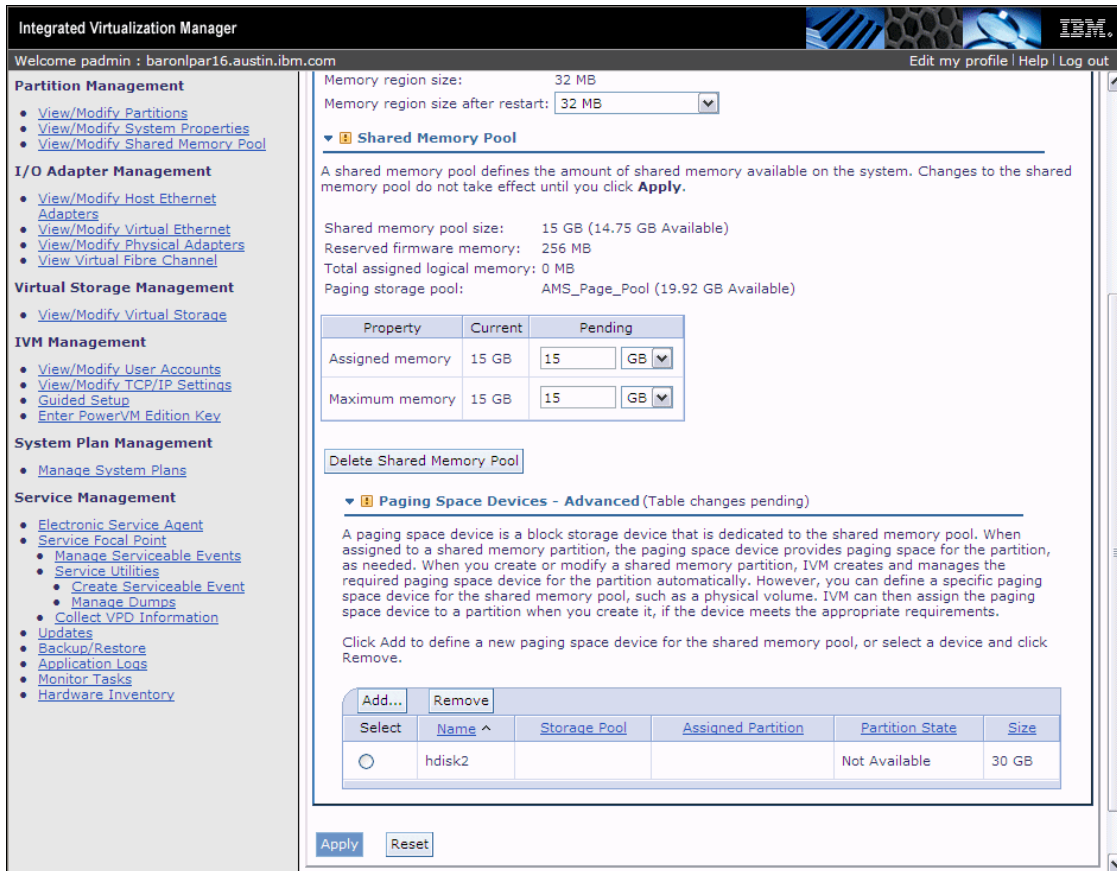 Integrated Virtualization Manager
IBM.
Welcome padmin : baronlpar16.austin.ibm.com
Edit my profile | Help | Log out
Partition Management
View/Modify Partitions
View/Modify System Properties
View/Modify Shared Memory Pool
I/O Adapter Management
View/Modify Host Ethernet
Adapters
View/Modify Virtual Ethernet
View/Modify Physical Adapters
View Virtual Fibre Channel
Virtual Storage Management
View/Modify Virtual Storage
IVM Management
View/Modify User Accounts
View/Modify TCP/IP Settings
Guided Setup
Enter PowerVM Edition Key
System Plan Management
Manage System Plans
Service Management
Electronic Service Agent
Service Focal Point
Manage Serviceable Events
Service Utilities
Create Serviceable Event
Manage Dumps
Collect VPD Information
Updates
Backup/Restore
Application Logs
Monitor Tasks
Hardware Inventory
Memory region size: 32 MB
Memory region size after restart: 32 MB
Shared Memory Pool
A shared memory pool defines the amount of shared memory available on the system. Changes to the shared
memory pool do not take effect until you click Apply.
Shared memory pool size: 15 GB (14.75 GB Available)
Reserved firmware memory: 256 MB
Total assigned logical memory: 0 MB
Paging storage pool: AMS_Page_Pool (19.92 GB Available)
Property Current Pending
Assigned memory 15 GB 15 GB
Maximum memory 15 GB 15 GB
Delete Shared Memory Pool
Paging Space Devices - Advanced (Table changes pending)
A paging space device is a block storage device that is dedicated to the shared memory pool. When
assigned to a shared memory partition, the paging space device provides paging space for the partition,
as needed. When you create or modify a shared memory partition, IVM creates and manages the
required paging space device for the partition automatically. However, you can define a specific paging
space device for the shared memory pool, such as a physical volume. IVM can then assign the paging
space device to a partition when you create it, if the device meets the appropriate requirements.
Click Add to define a new paging space device for the shared memory pool, or select a device and click
Remove.
Add... Remove
Select Name ^ Storage Pool Assigned Partition Partition State Size
hdisk2 Not Available 30 GB
Apply Reset